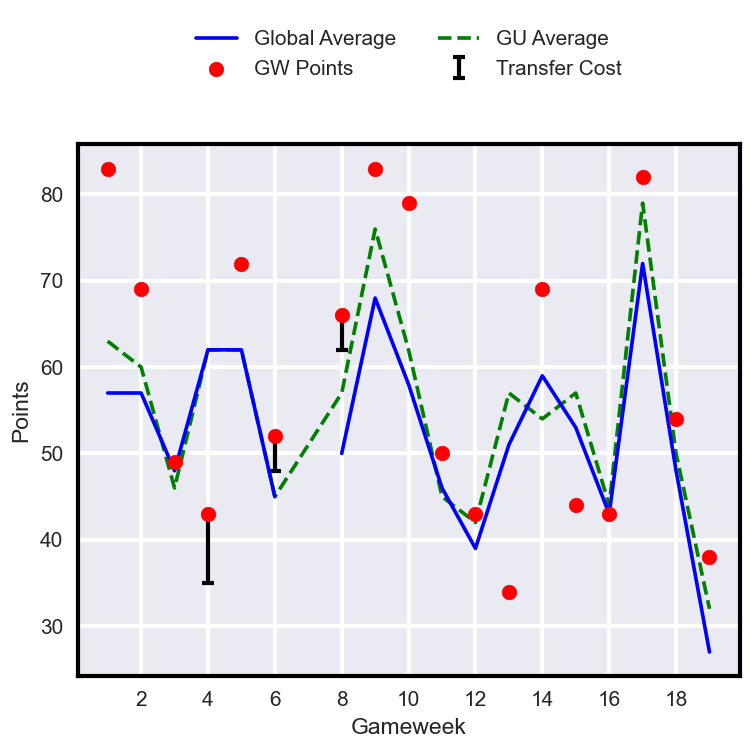 Global Average
GU Average
GW Points
Transfer Cost
Points
80
70
60
50
40
30
2 4 6 8 10 12 14 16 18
Gameweek